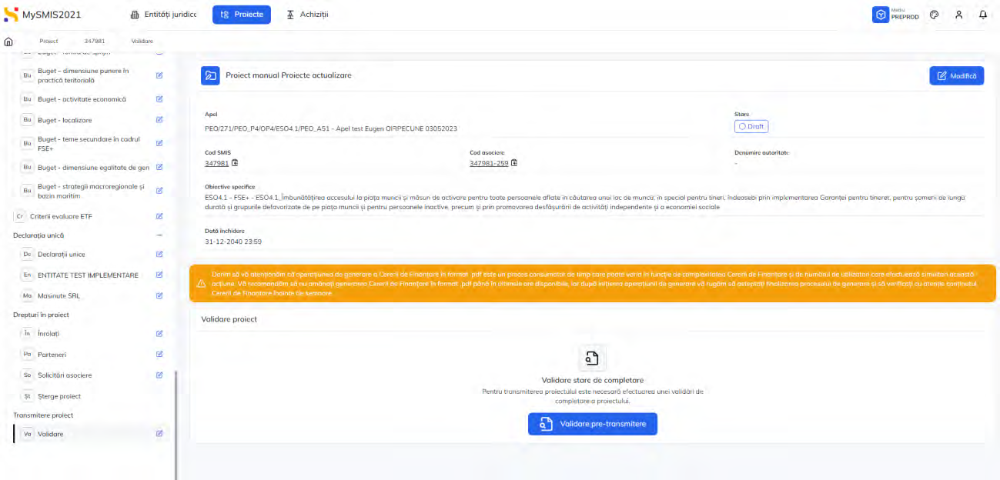 MySMIS2021
Entități juridice
Proiecte
Achiziții
Mediu
PREPROD
Proiect
347981
Validare
Bu Buget - dimensiune punere în
practică teritorială
Bu Buget - activitate economică
Bu Buget - localizare
Bu Buget - teme secundare în cadrul
FSE+
Bu Buget - dimensiune egalitate de gen
Bu Buget - strategii macroregionale și
bazin maritim
Cr Criterii evaluare ETF
Declarația unică
De Declarații unice
En ENTITATE TEST IMPLEMENTARE
Ma Masinute SRL
Drepturi în proiect
În Înrolați
Pa Parteneri
So Solicitări asociere
Șt Șterge proiect
Transmitere proiect
Va Validare
Proiect manual Proiecte actualizare
Modifică
Apel
PEO/271/PEO_P4/OP4/ESO4.1/PEO_A51 - Apel test Eugen OIRPECUNE 03052023
Stare
Draft
Cod SMIS
347981
Cod asociere
347981-259
Denumire autoritate
-
Obiective specifice
ESO4.1 - FSE+ - ESO4.1_Îmbunătățirea accesului la piața muncii și măsuri de activare pentru toate persoanele aflate în căutarea unui loc de muncă, în special pentru tineri, îndeosebi prin implementarea Garanției pentru tineret, pentru șomerii de lungă
durată și grupurile defavorizate de pe piața muncii și pentru persoanele inactive, precum și prin promovarea desfășurării de activități independente și a economiei sociale
Dată închidere
31-12-2040 23:59
Dorim să vă atenționăm că operațiunea de generare a Cererii de Finanțare în format .pdf este un proces consumator de timp care poate varia în funcție de complexitatea Cererii de Finanțare și de numărul de utilizatori care efectuează simultan această
acțiune. Vă recomandăm să nu amânați generarea Cererii de Finanțare în format .pdf până în ultimele ore disponibile, iar după inițierea operațiunii de generare vă rugăm să așteptați finalizarea procesului de generare și să verificați cu atenție conținutul
Cererii de Finanțare înainte de semnare.
Validare proiect
Validare stare de completare
Pentru transmiterea proiectului este necesară efectuarea unei validări de
completare a proiectului.
Validare pre-transmitere